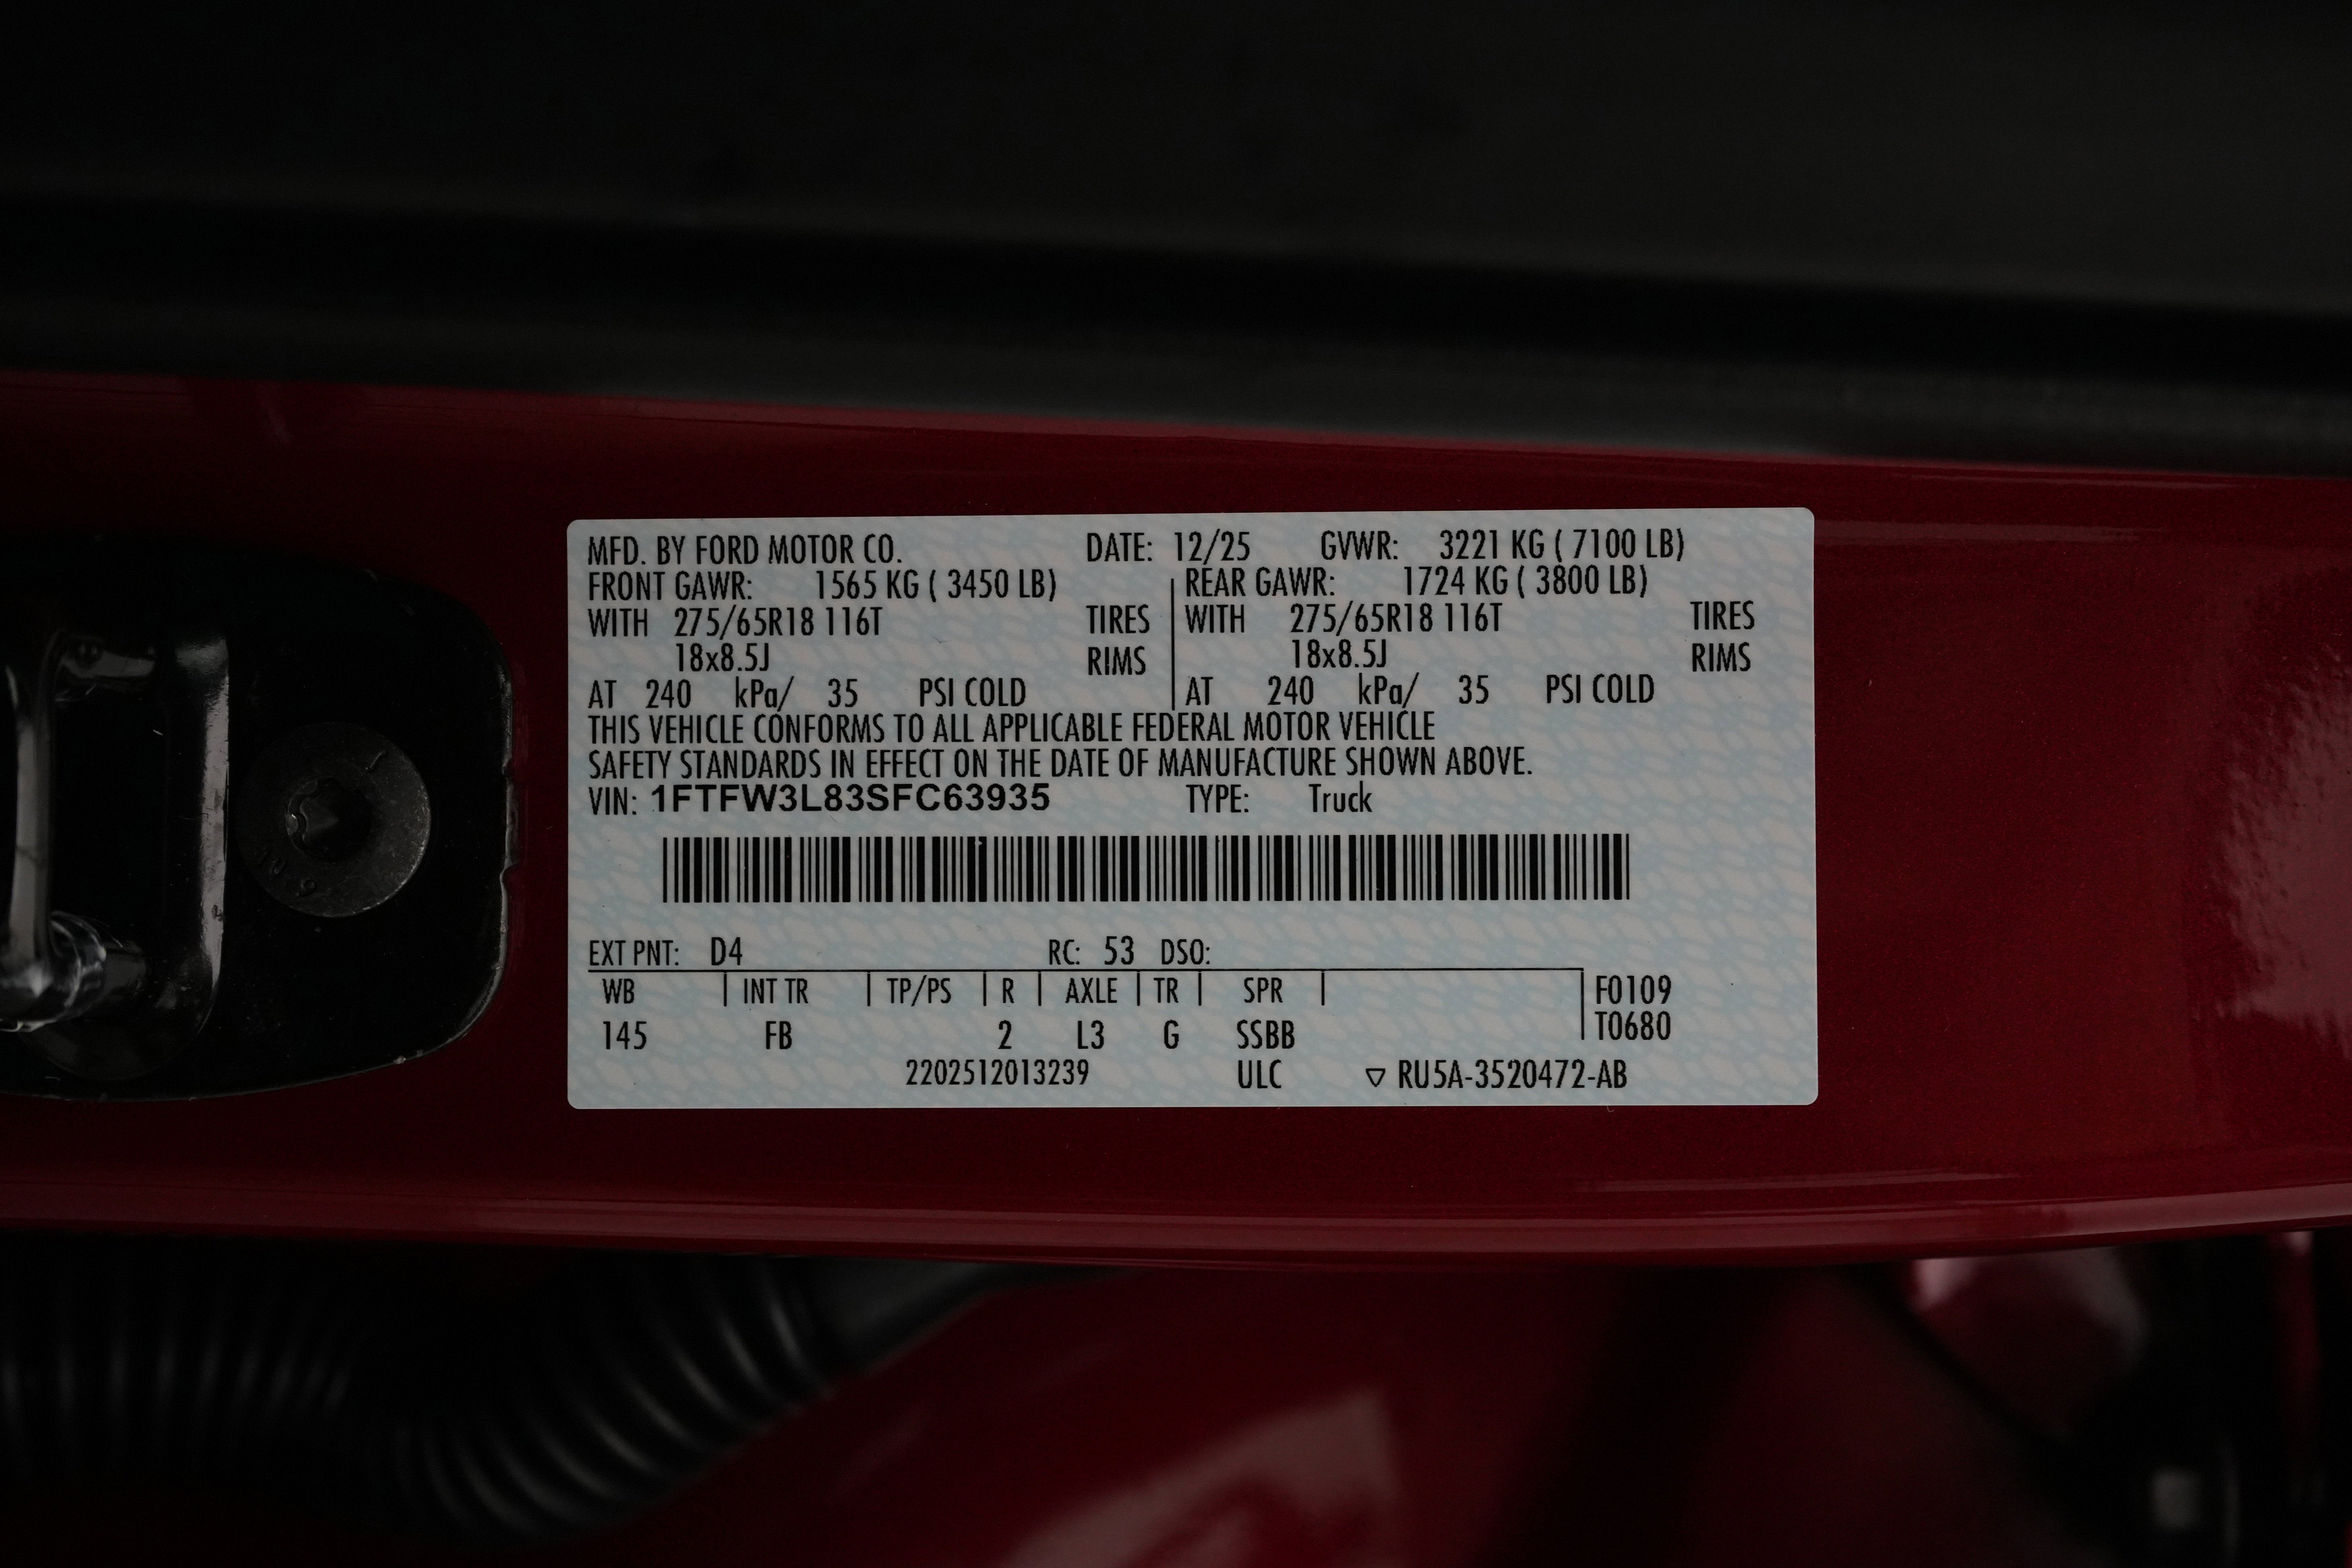 MFD. BY FORD MOTOR CO. DATE: 12/25 GVWR: 3221 KG ( 7100 LB)
FRONT GAWR: 1565 KG ( 3450 LB) REAR GAWR: 1724 KG ( 3800 LB)
WITH 275/65R18 116T TIRES WITH 275/65R18 116T TIRES
18x8.5J RIMS 18x8.5J RIMS
AT 240 kPa/ 35 PSI COLD AT 240 kPa/ 35 PSI COLD
THIS VEHICLE CONFORMS TO ALL APPLICABLE FEDERAL MOTOR VEHICLE
SAFETY STANDARDS IN EFFECT ON THE DATE OF MANUFACTURE SHOWN ABOVE.
VIN: 1FTFW3L83SFC63935 TYPE: Truck
EXT PNT: D4 RC: 53 DSO:
WB INT TR TP/PS R AXLE TR SPR F0109
145 FB 2 L3 G SSBB T0680
2202512013239 ULC ▽ RU5A-3520472-AB